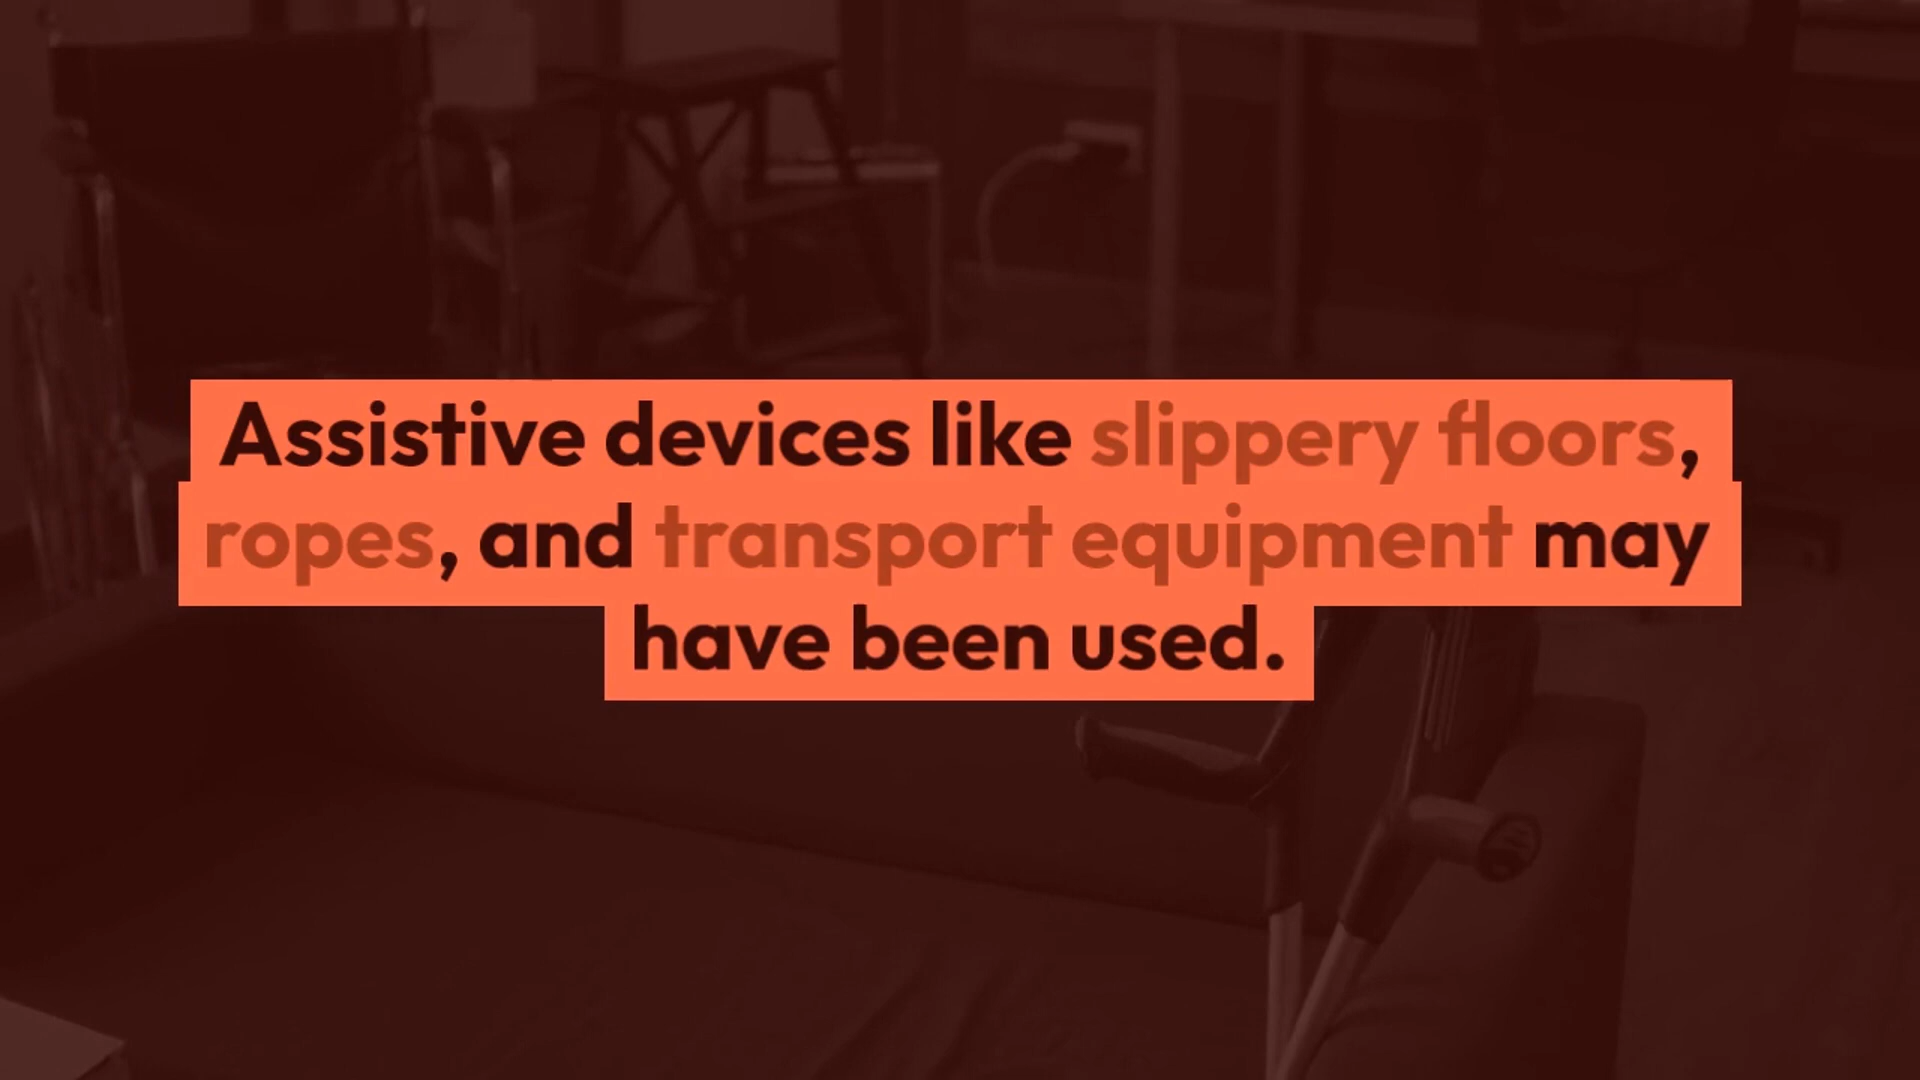 Assistive devices like slippery floors,
ropes, and transport equipment may
have been used.